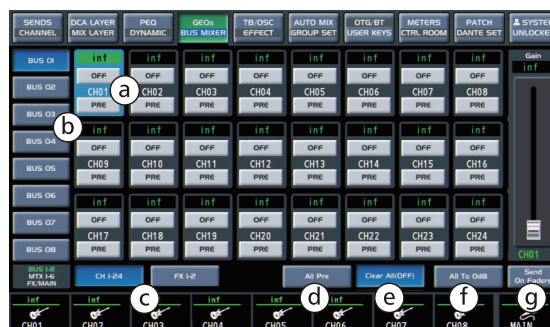 SENDS DCA LAYER PEQ GEQs TB/OSC AUTO MIX OTG/BT METERS PATCH SYSTE
CHANNEL MIX LAYER DYNAMIC BUS MIXER EFFECT GROUP SET USER KEYS CTRL ROOM DANTE SET UNLOCKE
BUS 01 inf inf inf inf inf inf inf inf Gain
OFF OFF OFF OFF OFF OFF OFF OFF inf
BUS 02 CH01 a CH02 CH03 CH04 CH05 CH06 CH07 CH08
PRE PRE PRE PRE PRE PRE PRE PRE
BUS 03 b
BUS 04 inf inf inf inf inf inf inf inf
OFF OFF OFF OFF OFF OFF OFF OFF
BUS 05 CH09 CH10 CH11 CH12 CH13 CH14 CH15 CH16
PRE PRE PRE PRE PRE PRE PRE PRE
BUS 06 inf inf inf inf inf inf inf inf
BUS 07 OFF OFF OFF OFF OFF OFF OFF OFF
CH17 CH18 CH19 CH20 CH21 CH22 CH23 CH24
BUS 08 PRE PRE PRE PRE PRE PRE PRE PRE CH01
BUS 1-8
MTX 1-6 CH 1-24 FX 1-2 All Pre Clear All(OFF) All To 0dB Send
FX/MAIN On Faders
c d e f g
inf inf inf inf inf inf inf inf
CH01 CH02 CH03 CH04 CH05 CH06 CH07 CH08 MAIN